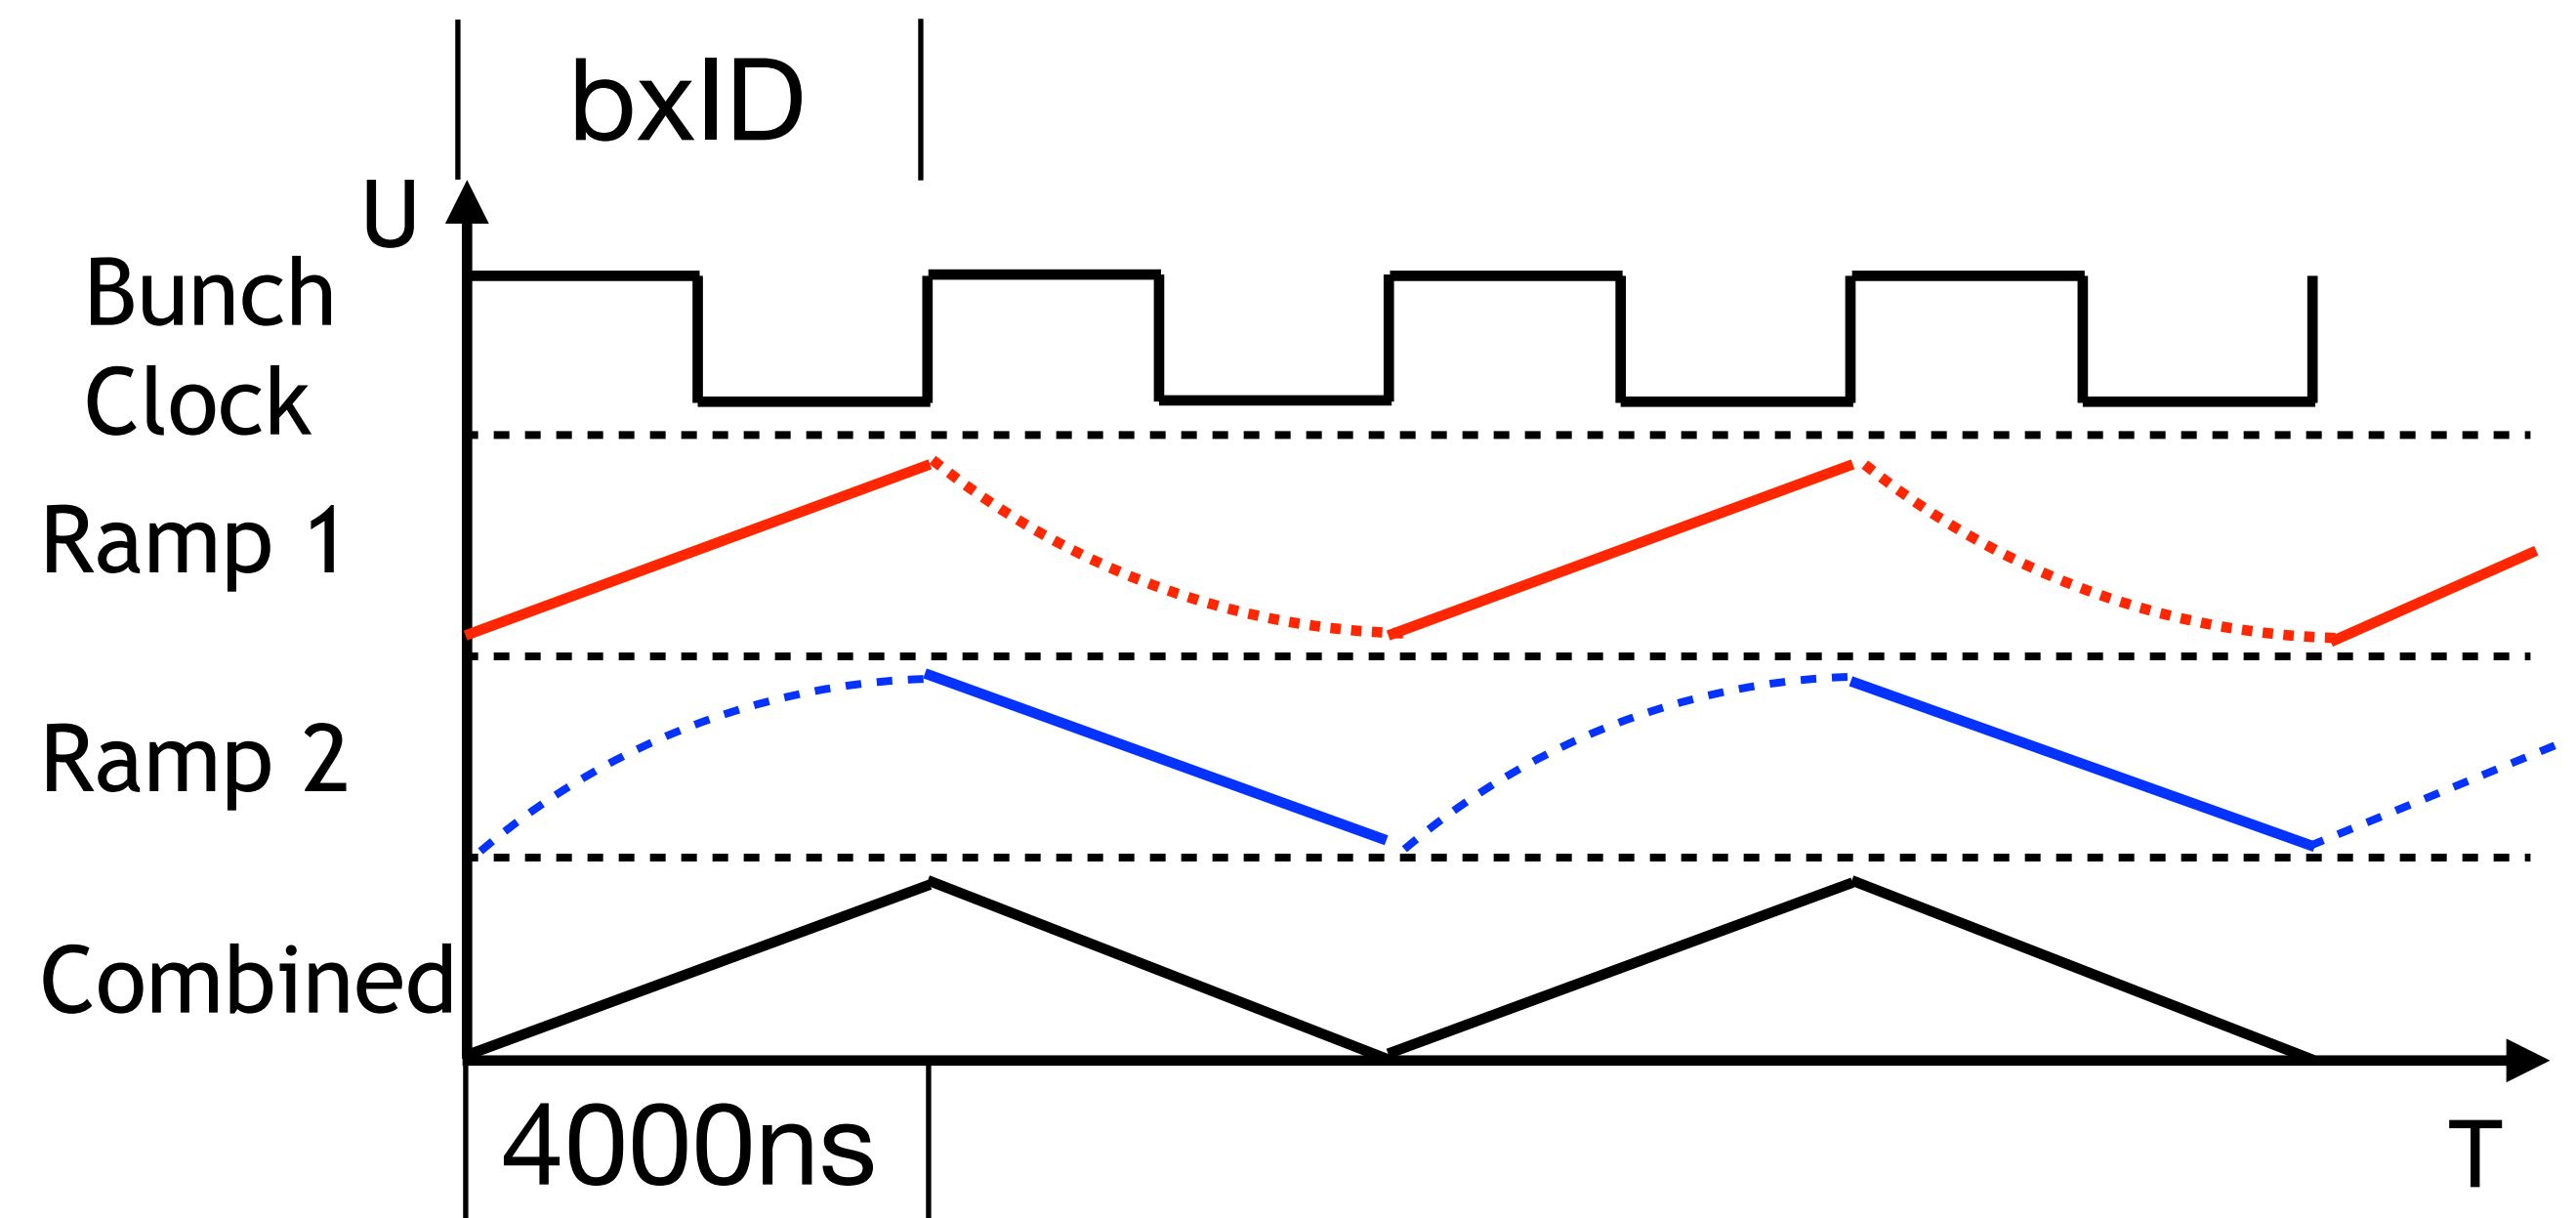 bxID
U
Bunch
Clock
Ramp 1
Ramp 2
Combined
4000ns
T